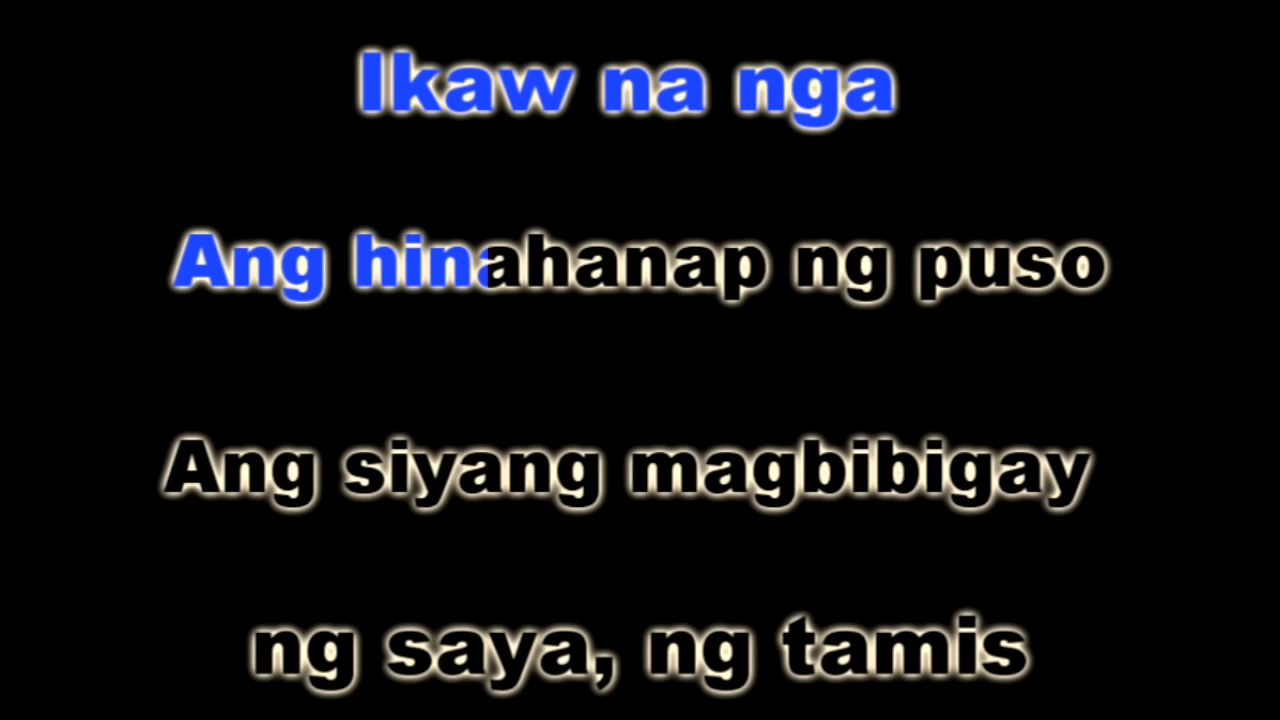 Ikaw na nga
Ang hinahanap ng puso
Ang siyang magbibigay
ng saya, ng tamis